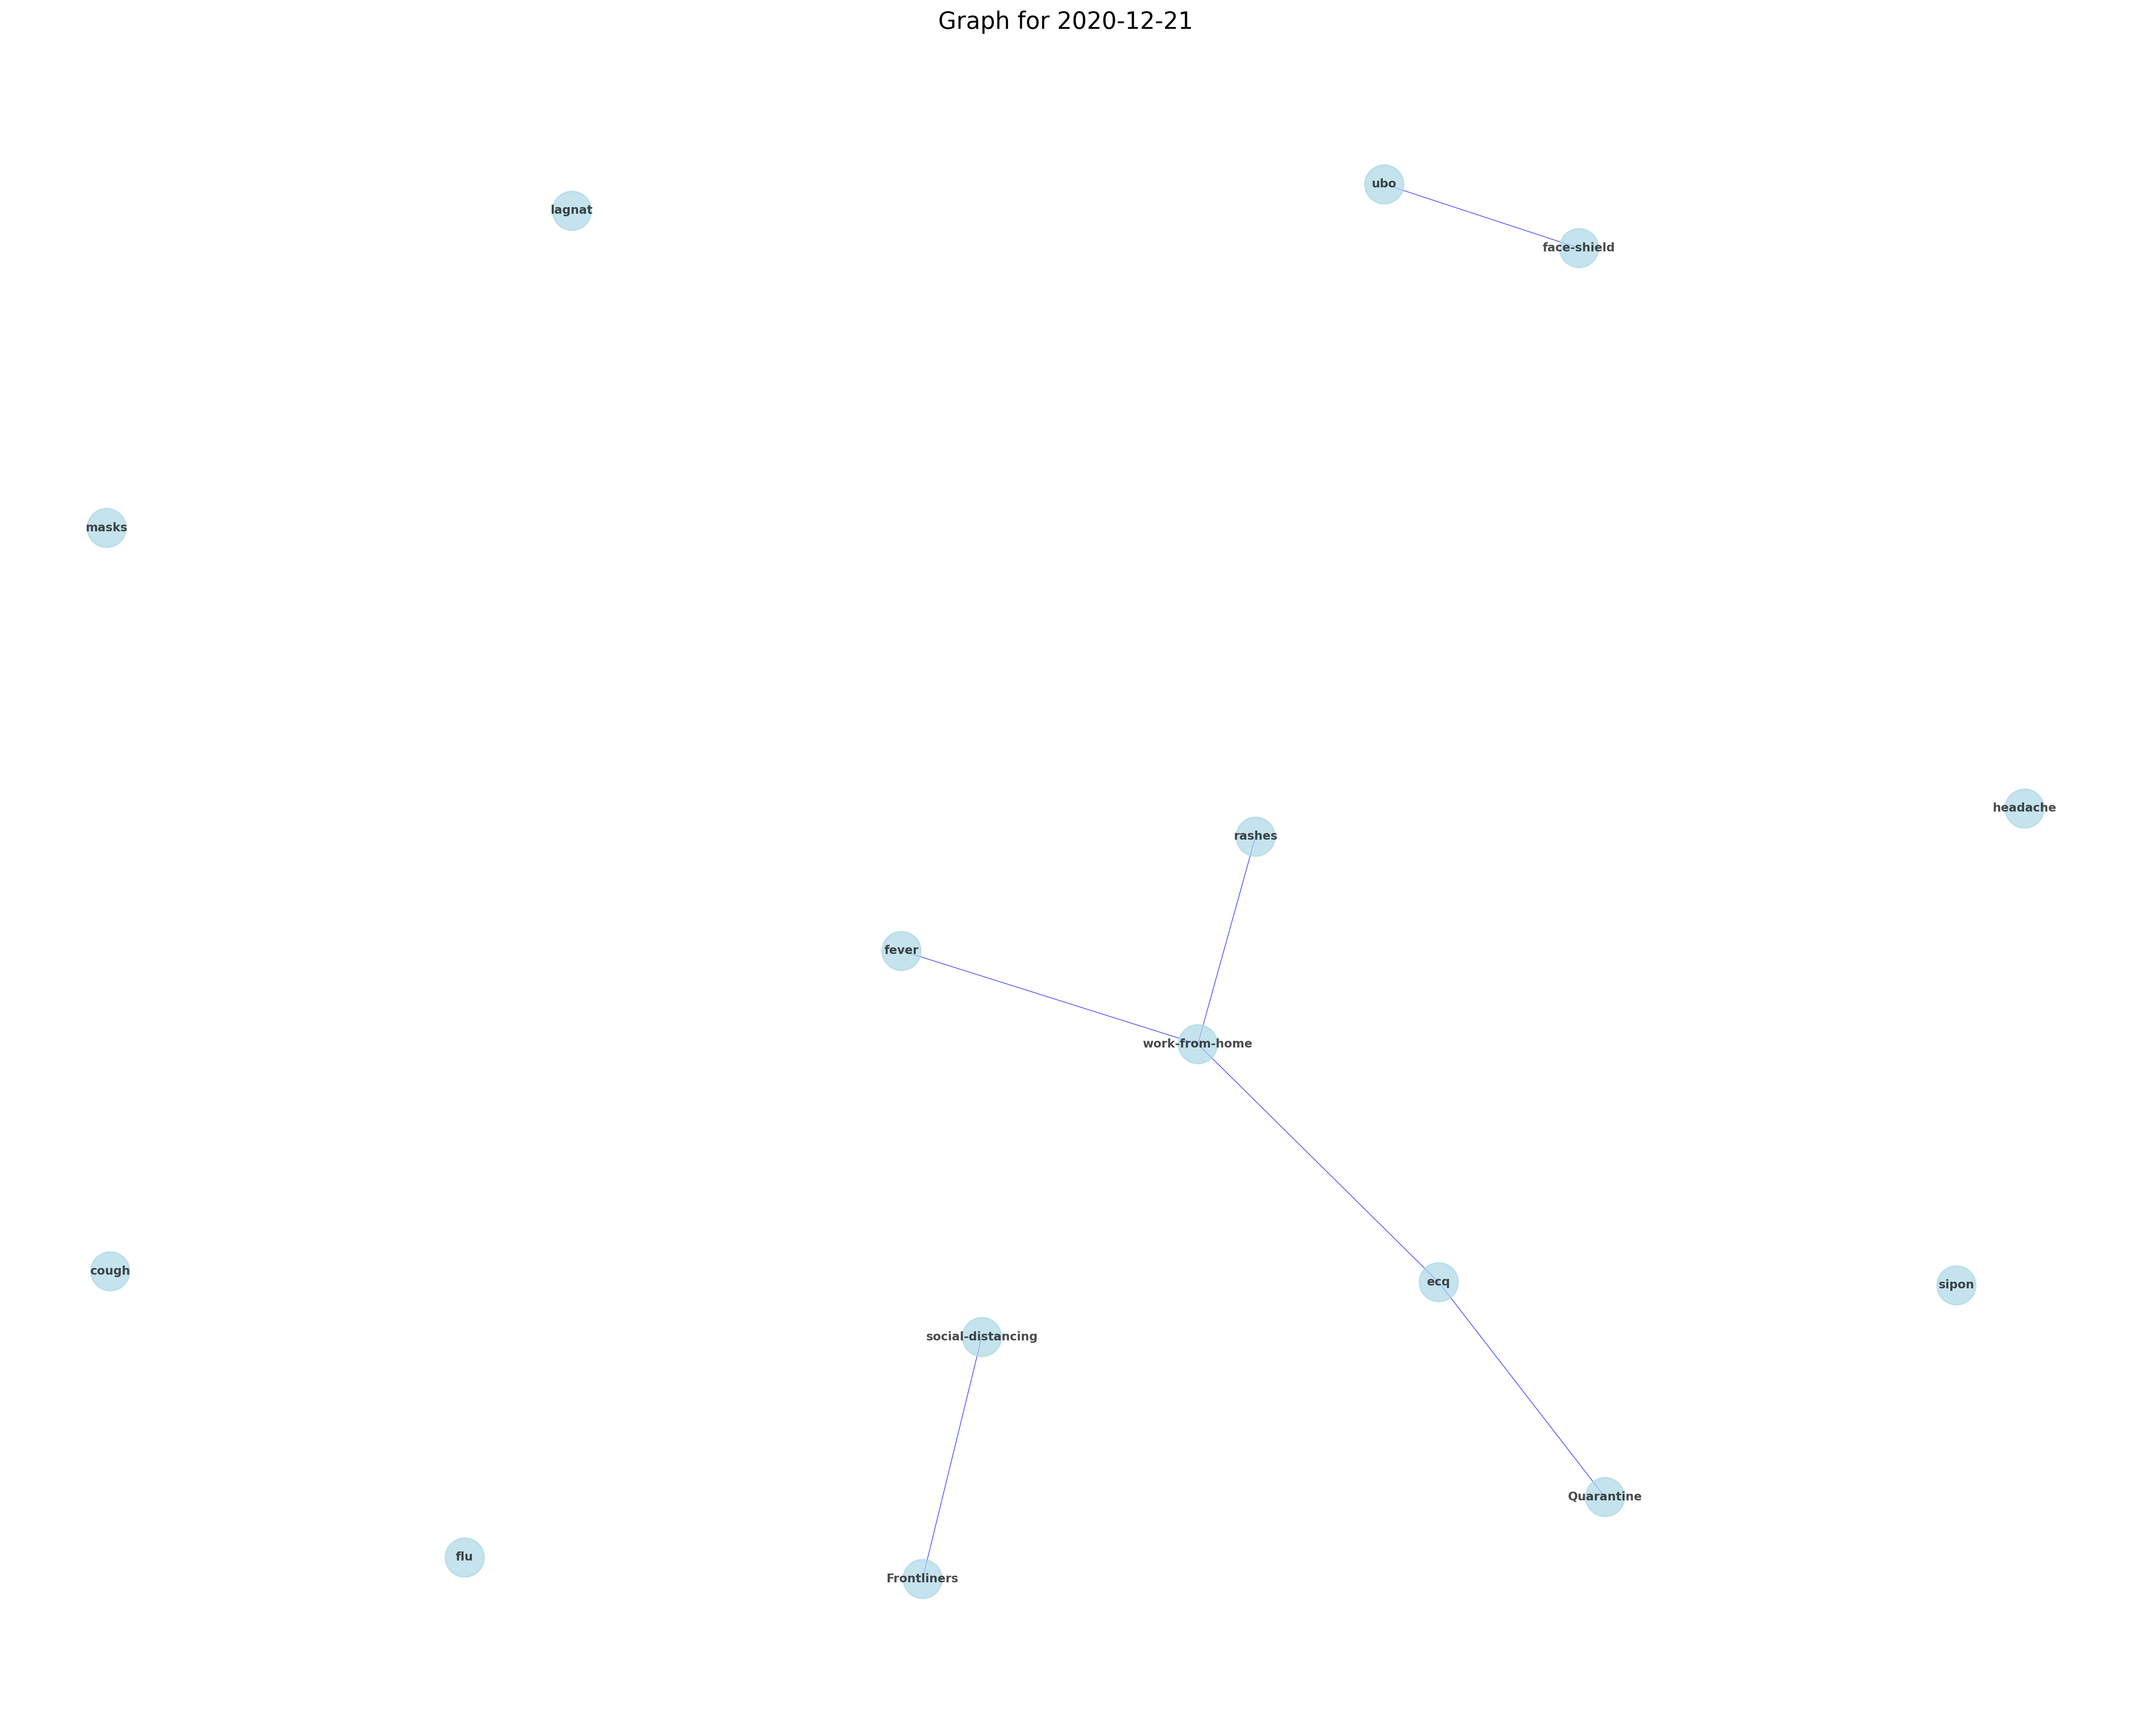 Graph for 2020-12-21
ubo
lagnat
face-shield
masks
headache
rashes
fever
work-from-home
cough
ecq
sipon
social-distancing
Quarantine
flu
Frontliners